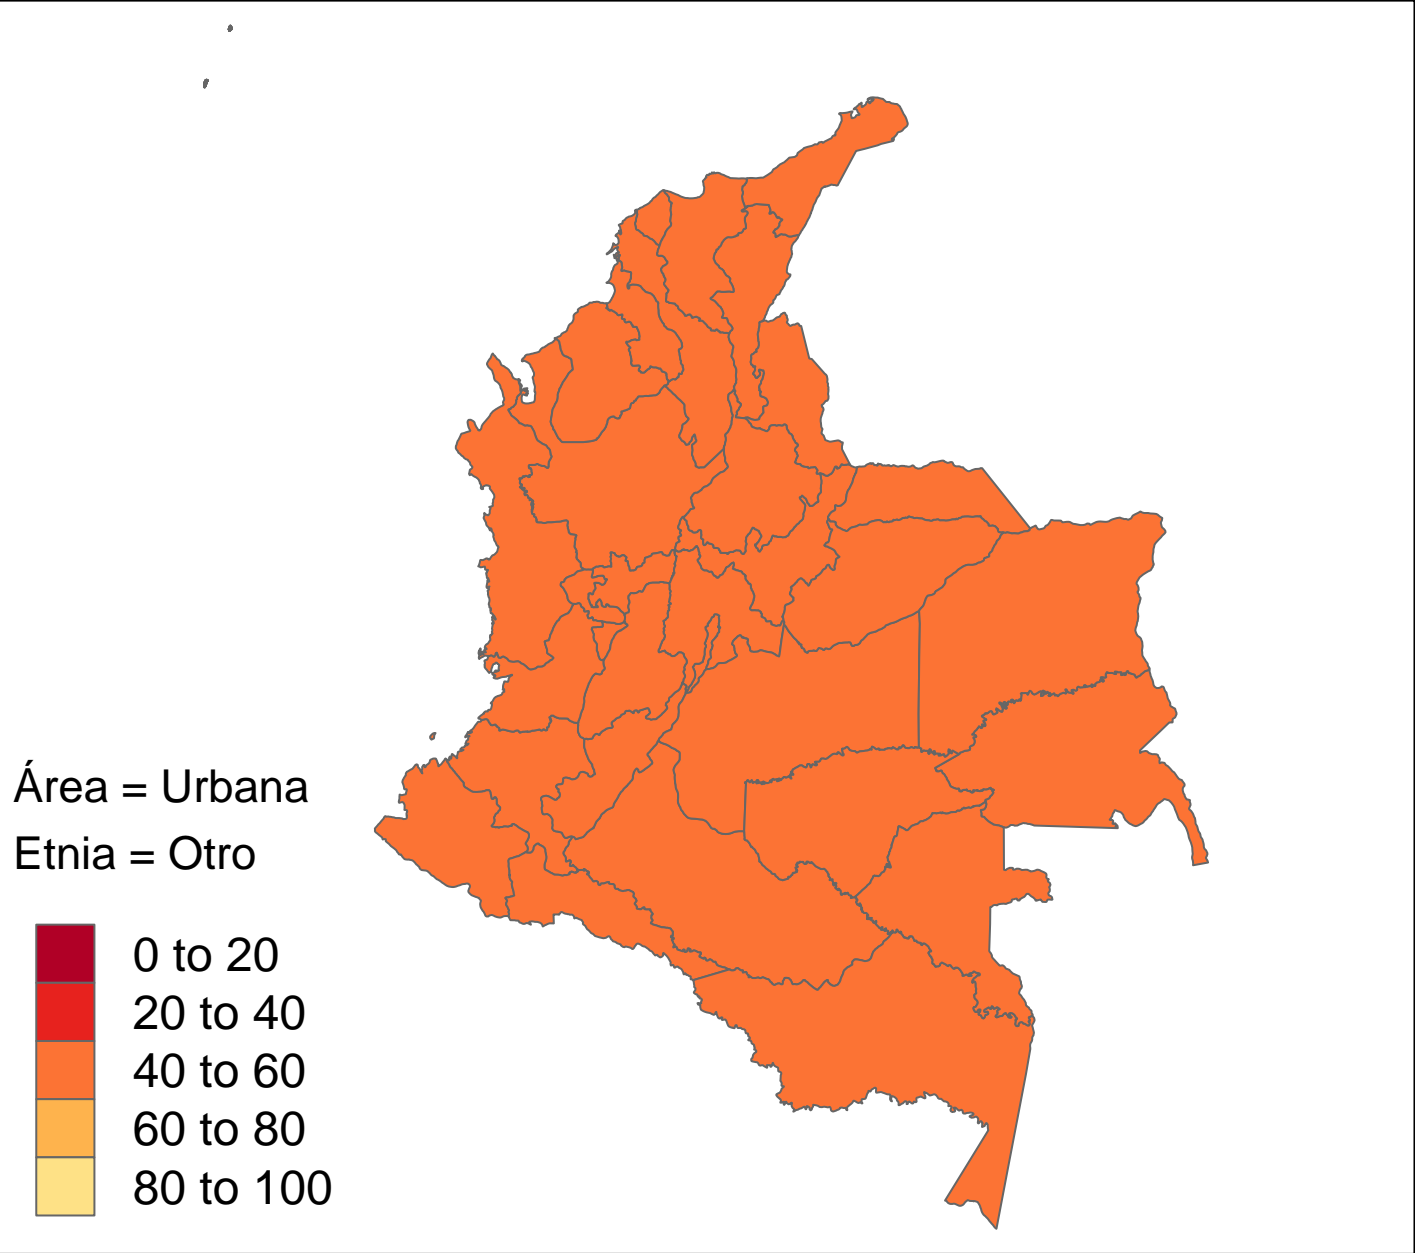 Área = Urbana
Etnia = Otro
0 to 20
20 to 40
40 to 60
60 to 80
80 to 100